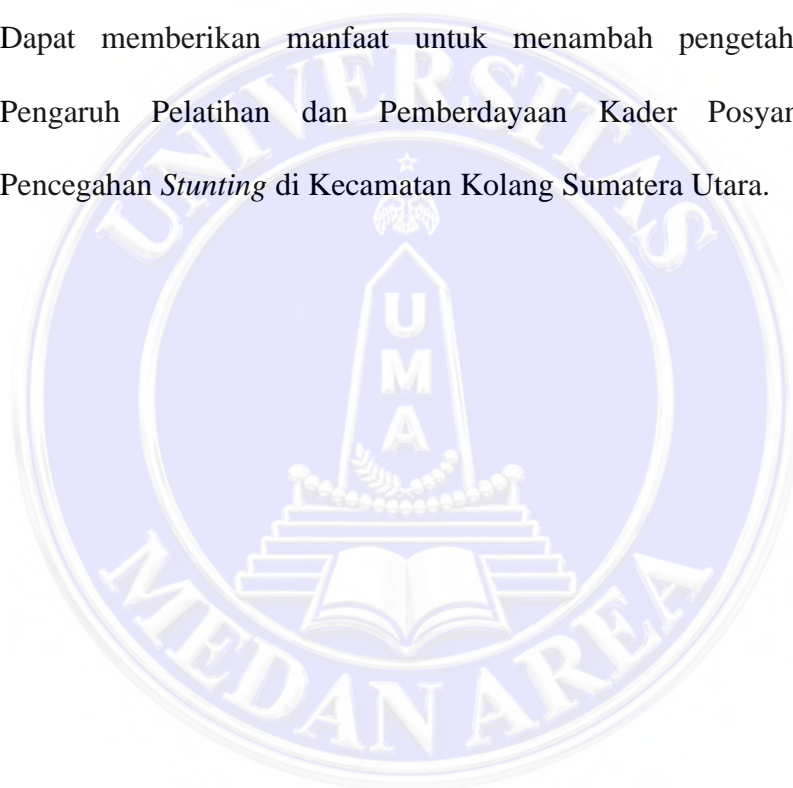 Dapat memberikan manfaat untuk menambah pengetah
Pengaruh Pelatihan dan Pemberdayaan Kader Posyan
Pencegahan Stunting di Kecamatan Kolang Sumatera Utara.
UNIVERSITAS
UMA
MEDAN AREA